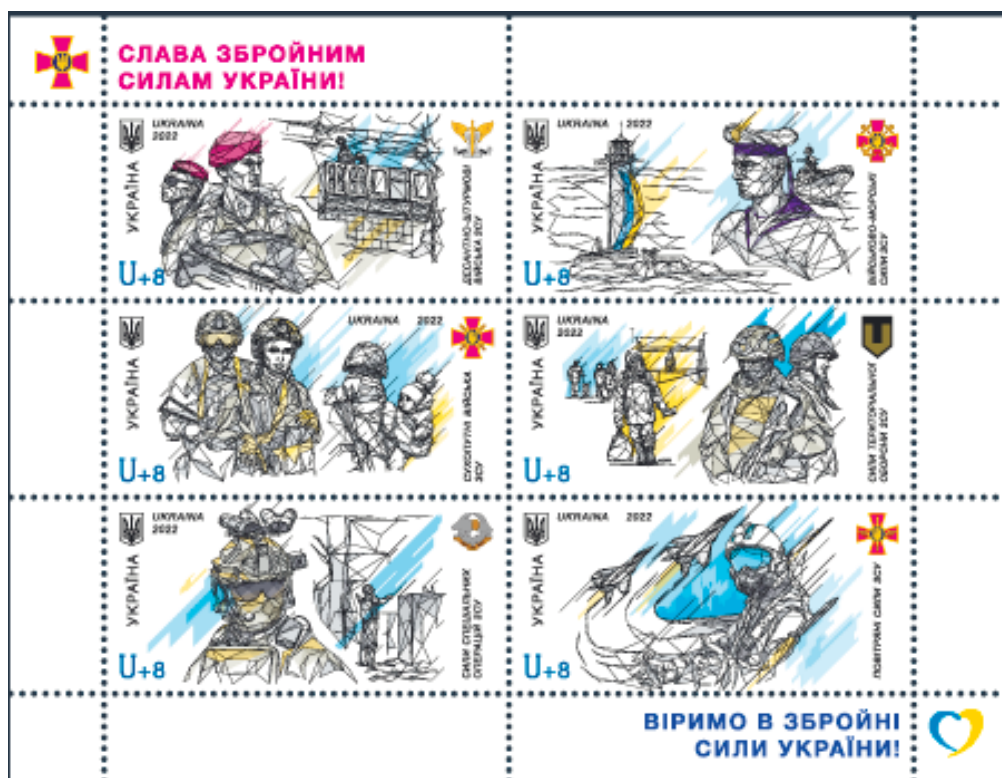 СЛАВА ЗБРОЙНИМ
СИЛАМ УКРАЇНИ!
UKRAINA
2022
УКРАЇНА
U+8
ДЕСАНТНО-ШТУРМОВІ
ВІЙСЬКА ЗСУ
UKRAINA 2022
УКРАЇНА
U+8
ВІЙСЬКОВО-МОРСЬКІ
СИЛИ ЗСУ
UKRAINA 2022
УКРАЇНА
U+8
СУХОПУТНІ ВІЙСЬКА
ЗСУ
UKRAINA
2022
УКРАЇНА
U+8
СИЛИ ТЕРИТОРІАЛЬНОЇ
ОБОРОНИ ЗСУ
UKRAINA
2022
УКРАЇНА
U+8
СИЛИ СПЕЦІАЛЬНИХ
ОПЕРАЦІЙ ЗСУ
UKRAINA 2022
УКРАЇНА
U+8
ПОВІТРЯНІ СИЛИ ЗСУ
ВІРИМО В ЗБРОЙНІ
СИЛИ УКРАЇНИ!